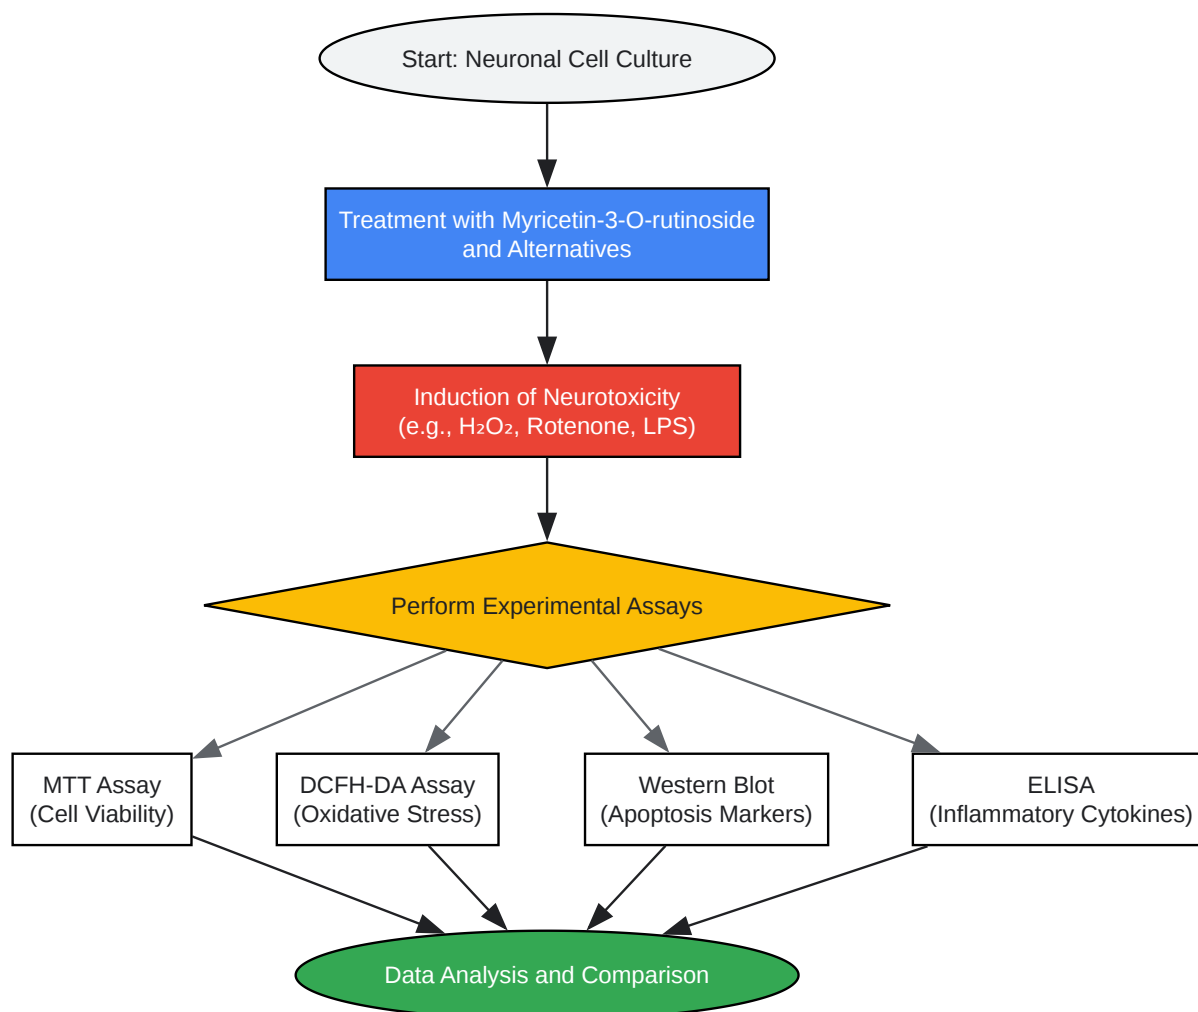 Start: Neuronal Cell Culture
Treatment with Myricetin-3-O-rutinoside
and Alternatives
Induction of Neurotoxicity
(e.g., H₂O₂, Rotenone, LPS)
Perform Experimental Assays
MTT Assay
(Cell Viability)
DCFH-DA Assay
(Oxidative Stress)
Western Blot
(Apoptosis Markers)
ELISA
(Inflammatory Cytokines)
Data Analysis and Comparison